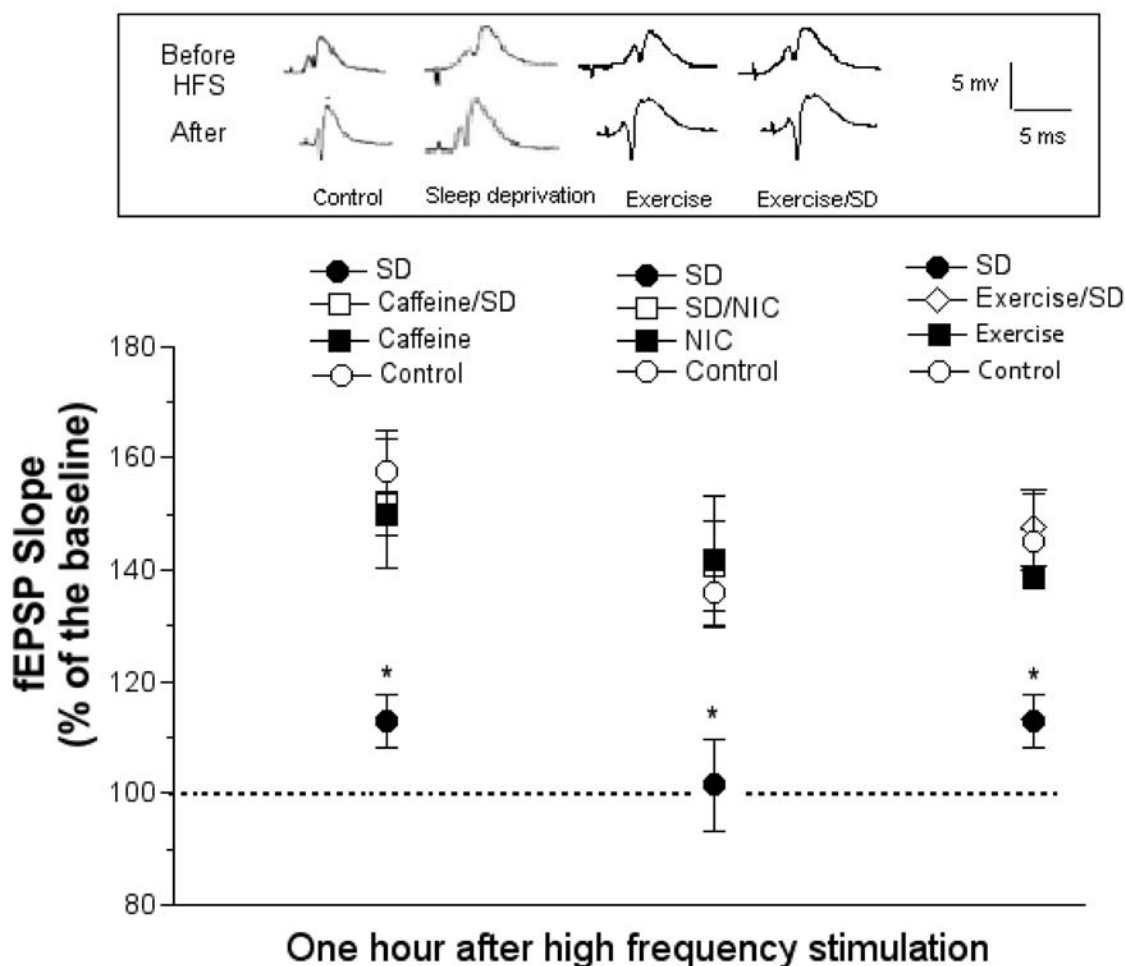 Before
HFS
After
5 mv
5 ms
Control
Sleep deprivation
Exercise
Exercise/SD
SD
Caffeine/SD
Caffeine
Control
SD
SD/NIC
NIC
Control
SD
Exercise/SD
Exercise
Control
fEPSP Slope
(% of the baseline)
180
160
140
120
100
80
*
*
*
One hour after high frequency stimulation